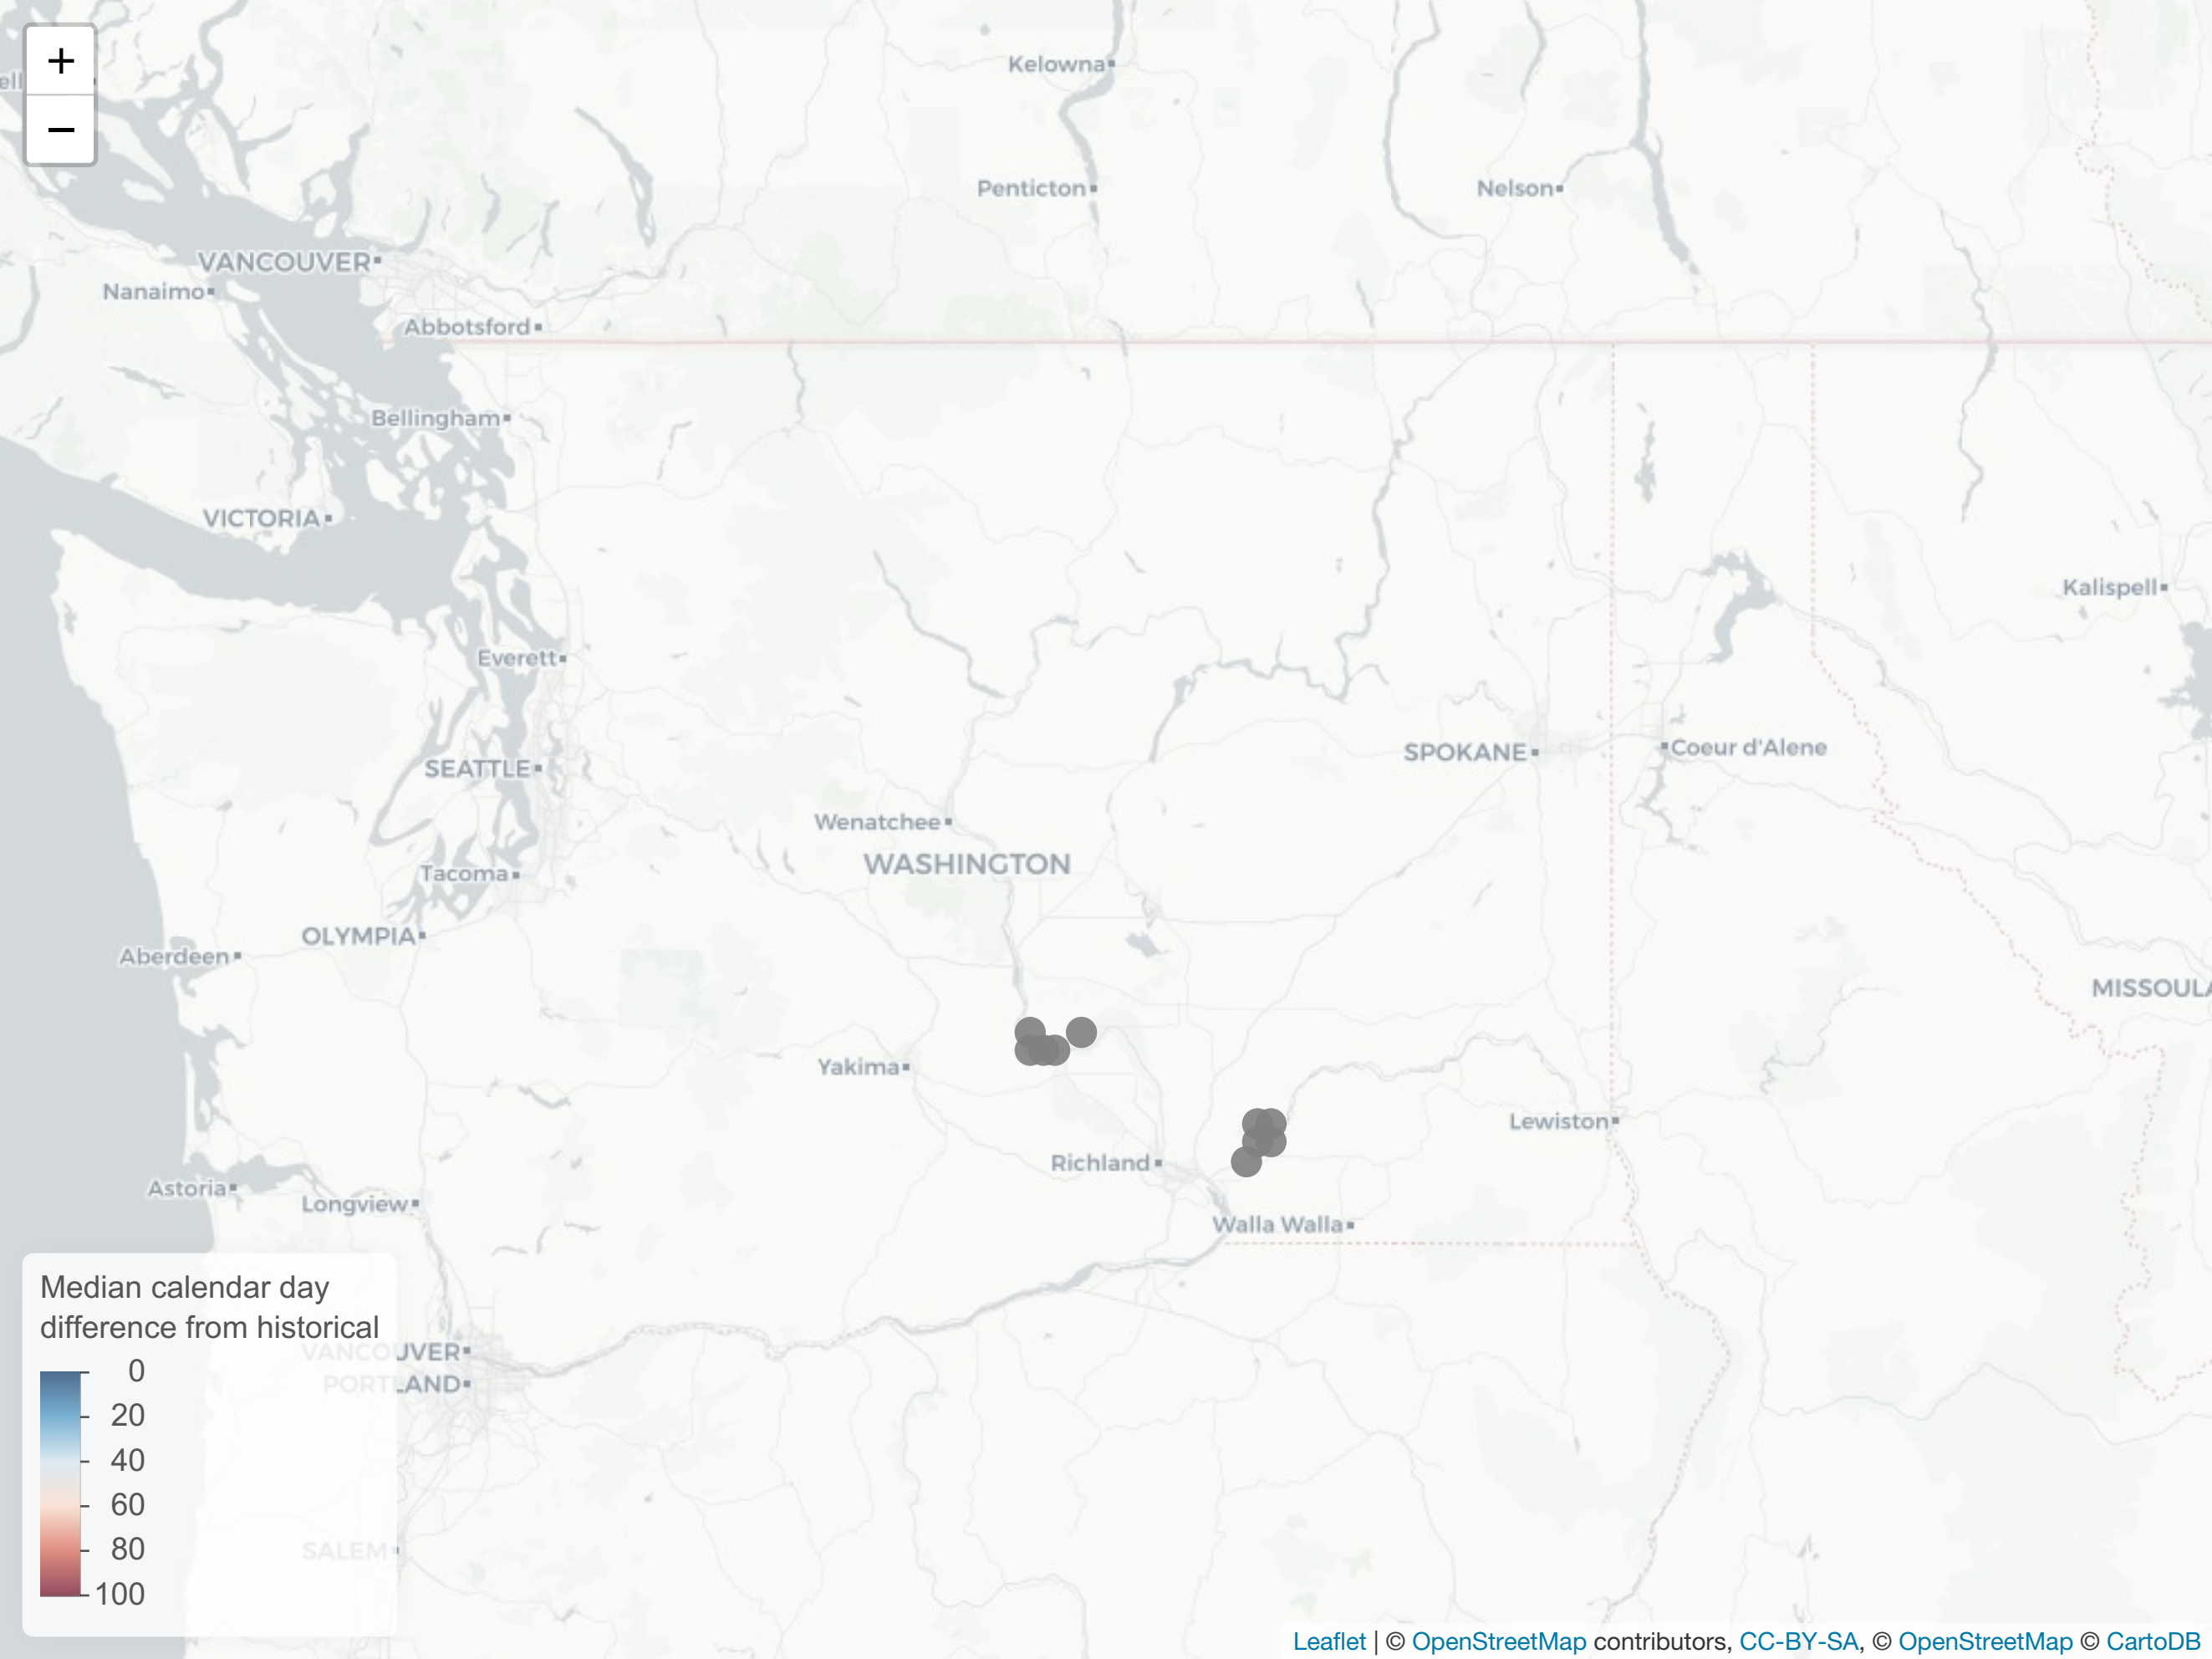 +
−
Kelowna
Penticton
Nelson
VANCOUVER
Nanaimo
Abbotsford
Bellingham
VICTORIA
Kalispell
Everett
SPOKANE
Coeur d'Alene
SEATTLE
Wenatchee
WASHINGTON
Tacoma
OLYMPIA
Aberdeen
MISSOULA
Yakima
Lewiston
Richland
Astoria
Longview
Walla Walla
Median calendar day
difference from historical
VANCOUVER
PORTLAND
0
20
40
60
80
100
SALEM
Leaflet | © OpenStreetMap contributors, CC-BY-SA, © OpenStreetMap © CartoDB